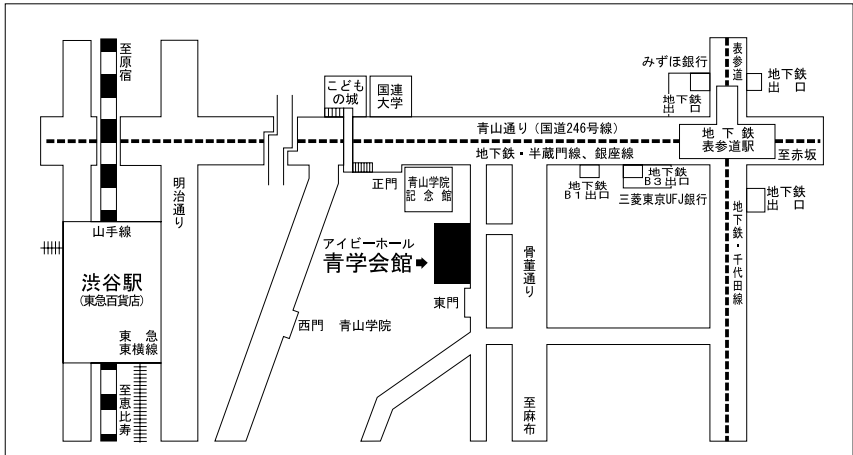 至原宿
明治通り
山手線
渋谷駅
(東急百貨店)
東急
東横線
至恵比寿
こども
の城
国連
大学
青山通り(国道246号線)
地下鉄・半蔵門線、銀座線
みずほ銀行
地下鉄
出口
表参道
地下鉄
出口
地下鉄
表参道駅
至赤坂
正門
青山学院
記念館
地下鉄
B1出口
地下鉄
B3出口
三菱東京UFJ銀行
地下鉄
出口
地下鉄・千代田線
アイビーホール
青学会館➡
骨董通り
東門
西門 青山学院
至麻布